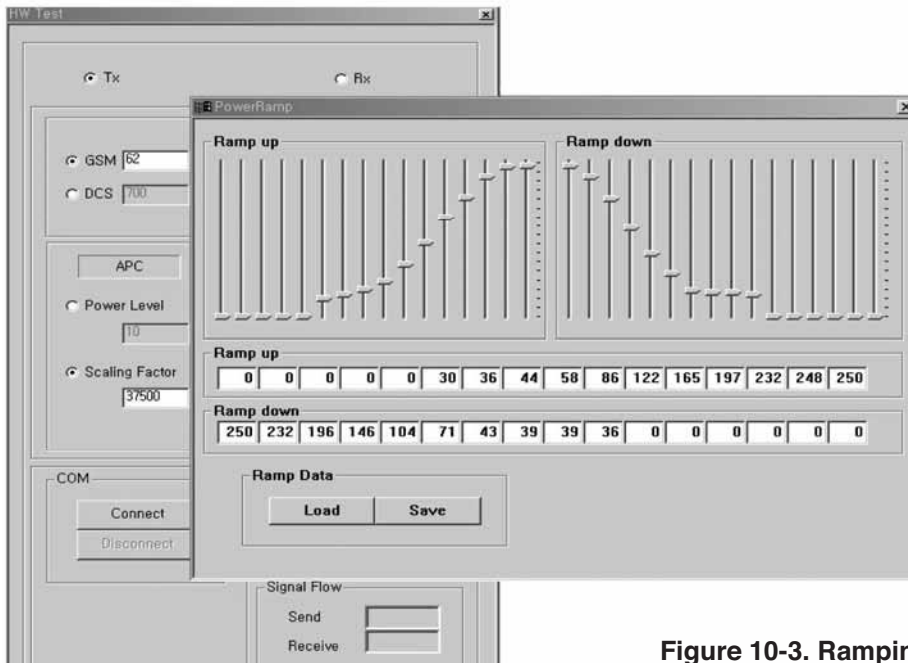 HW Test
Tx
Rx
GSM 62
DCS 700
APC
Power Level
10
Scaling Factor
37500
COM
Connect
Disconnect
PowerRamp
Ramp up
Ramp down
Ramp up
0 0 0 0 0 30 36 44 58 86 122 165 197 232 248 250
Ramp down
250 232 196 146 104 71 43 39 39 36 0 0 0 0 0 0
Ramp Data
Load Save
Signal Flow
Send
Receive
Figure 10-3. Rampin